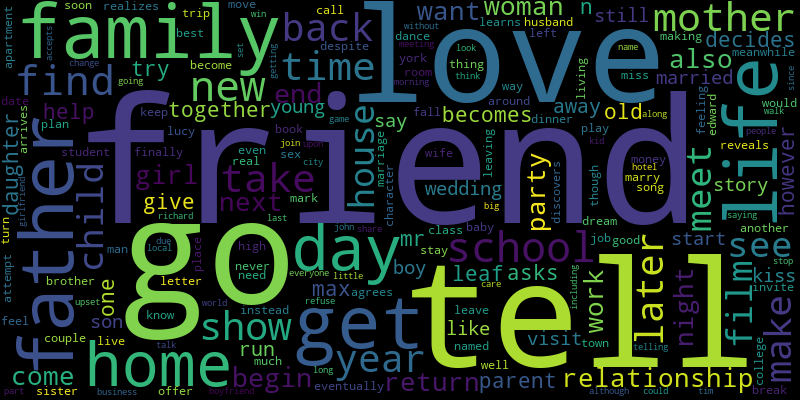 friend
love
tell
go
family
get
father
home
life
day
school
time
back
find
new
house
take
mother
show
year
make
see
film
meet
later
girl
child
want
woman
also
begin
come
relationship
night
work
party
one
old
becomes
end
young
together
try
help
daughter
next
give
say
away
still
decides
married
story
however
start
kiss
visit
wedding
like
leaf
asks
mr
max
boy
run
son
return
parent
n
soon
realizes
trip
move
win
call
husband
learns
left
without
dance
making
meanwhile
accepts
apartment
best
despite
set
getting
meeting
york
room
morning
look
thing
think
name
change
become
going
living
miss
way
since
around
would
walk
date
arrives
plan
keep
lucy
book
fall
dinner
play
feeling
edward
along
people
student
finally
even
real
join
sex
upon
game
city
marriage
character
wife
leaving
discovers
though
kid
money
hotel
marry
song
reveals
saying
girlfriend
mark
richard
last
john
share
class
baby
big
dream
another
turn
letter
place
high
never
need
everyone
little
stay
job
good
man
due
local
brother
upset
know
instead
world
refuse
agrees
care
leave
named
including
town
invite
stop
attempt
feel
couple
live
talk
much
long
well
telling
college
part
sister
business
offer
boyfriend
eventually
although
could
tim
break